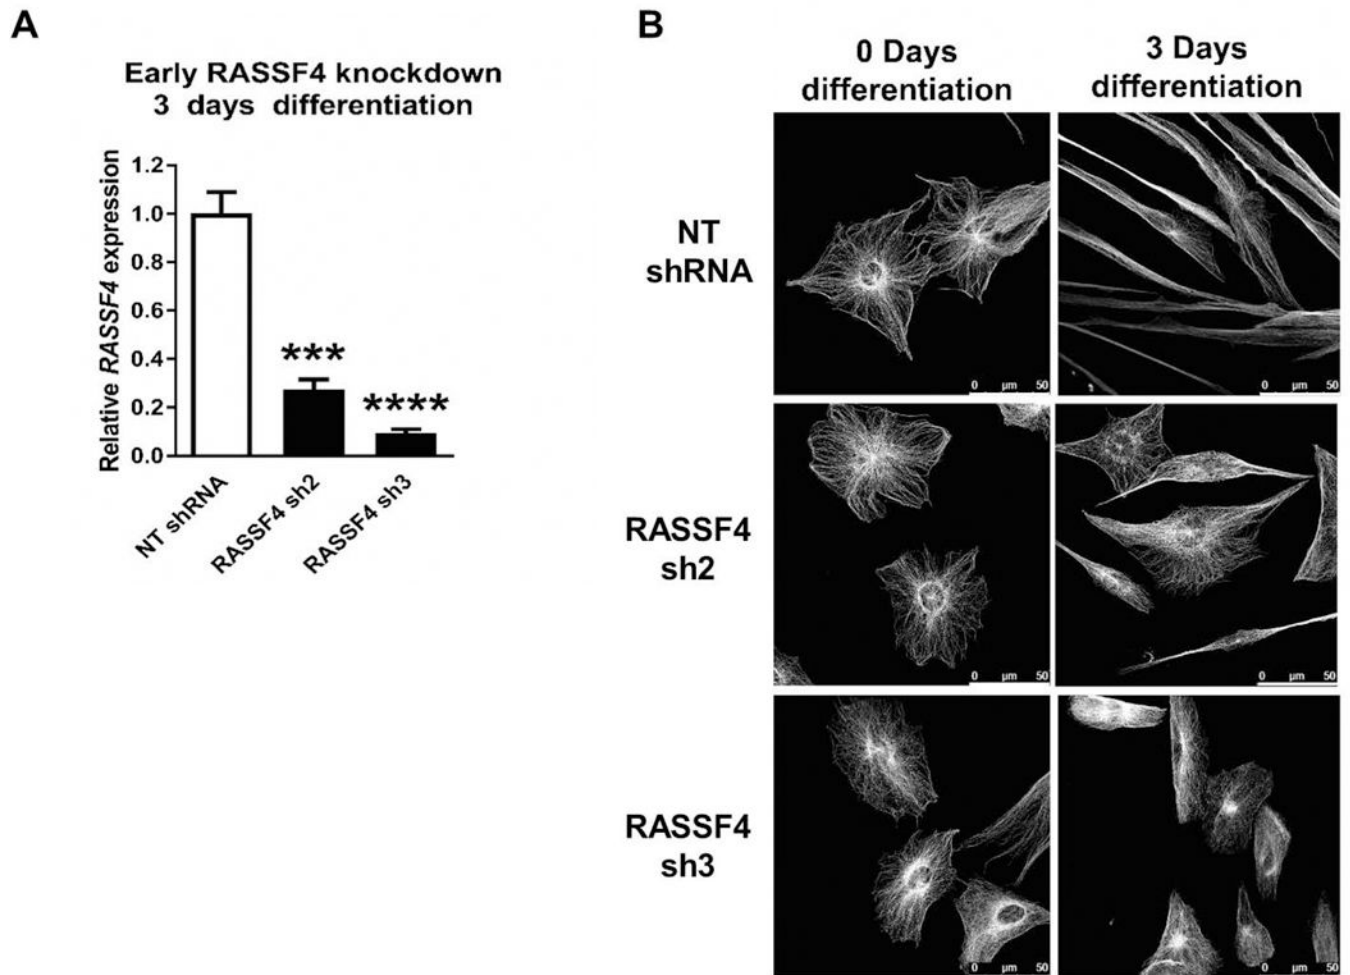 A
Early RASSF4 knockdown
3 days differentiation
Relative RASSF4 expression
1.2
1.0
0.8
0.6
0.4
0.2
0.0
***
****
NT shRNA
RASSF4 sh2
RASSF4 sh3
B
0 Days
differentiation
3 Days
differentiation
NT
shRNA
0 µm 50
0 µm 50
RASSF4
sh2
0 µm 50
0 µm 50
RASSF4
sh3
0 µm 50
0 µm 50